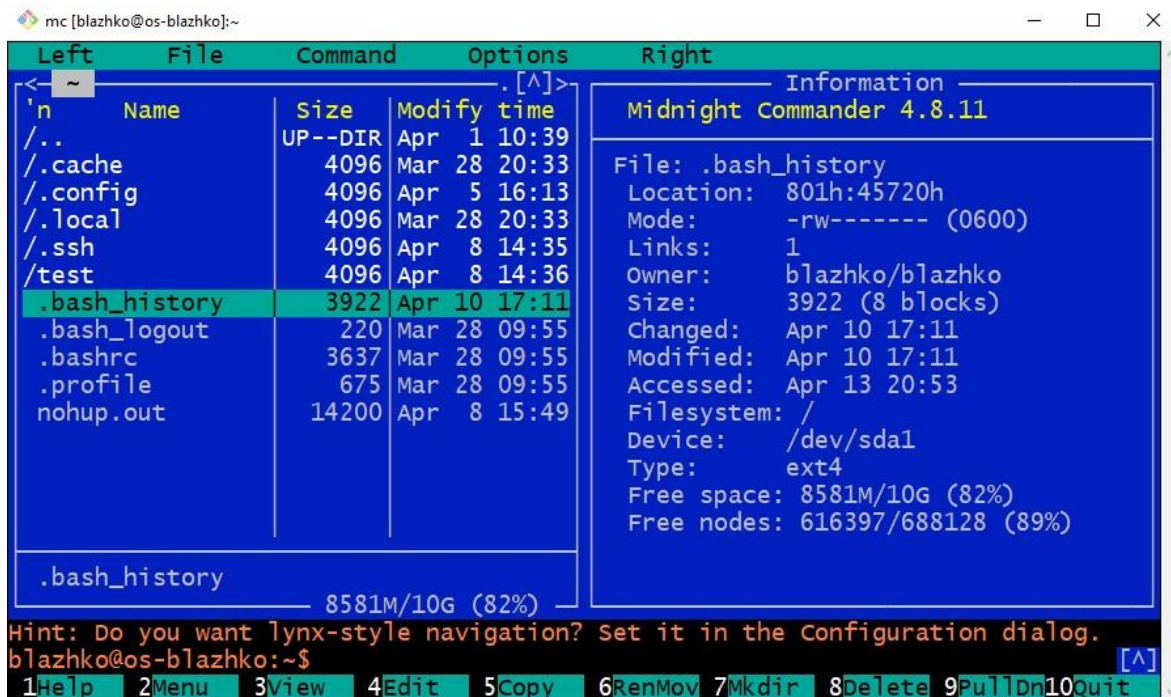 mc [blazhko@os-blazhko]:~
Left File Command Options Right
<- ~ .[^]>
'n Name Size Modify time
/.. UP--DIR Apr 1 10:39
/.cache 4096 Mar 28 20:33
/.config 4096 Apr 5 16:13
/.local 4096 Mar 28 20:33
/.ssh 4096 Apr 8 14:35
/test 4096 Apr 8 14:36
.bash_history 3922 Apr 10 17:11
.bash_logout 220 Mar 28 09:55
.bashrc 3637 Mar 28 09:55
.profile 675 Mar 28 09:55
nohup.out 14200 Apr 8 15:49
.bash_history
8581M/10G (82%)
Information
Midnight Commander 4.8.11
File: .bash_history
Location: 801h:45720h
Mode: -rw------- (0600)
Links: 1
Owner: blazhko/blazhko
Size: 3922 (8 blocks)
Changed: Apr 10 17:11
Modified: Apr 10 17:11
Accessed: Apr 13 20:53
Filesystem: /
Device: /dev/sda1
Type: ext4
Free space: 8581M/10G (82%)
Free nodes: 616397/688128 (89%)
Hint: Do you want lynx-style navigation? Set it in the Configuration dialog.
blazhko@os-blazhko:~$ [^]
1Help 2Menu 3View 4Edit 5Copy 6RenMov 7Mkdir 8Delete 9PullDn 10Quit